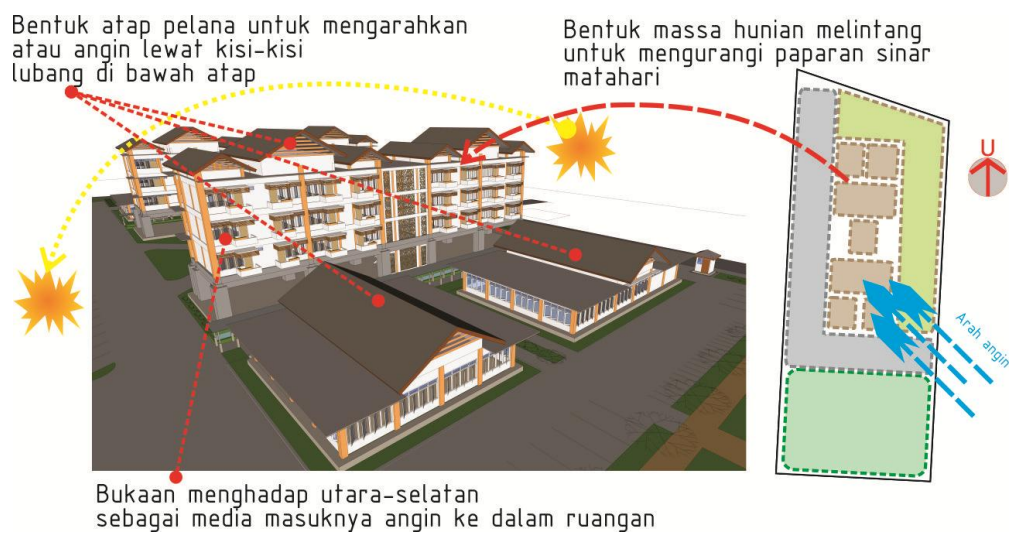 Bentuk atap pelana untuk mengarahkan
atau angin lewat kisi-kisi
lubang di bawah atap
Bentuk massa hunian melintang
untuk mengurangi paparan sinar
matahari
U
Arah angin
Bukaan menghadap utara-selatan
sebagai media masuknya angin ke dalam ruangan